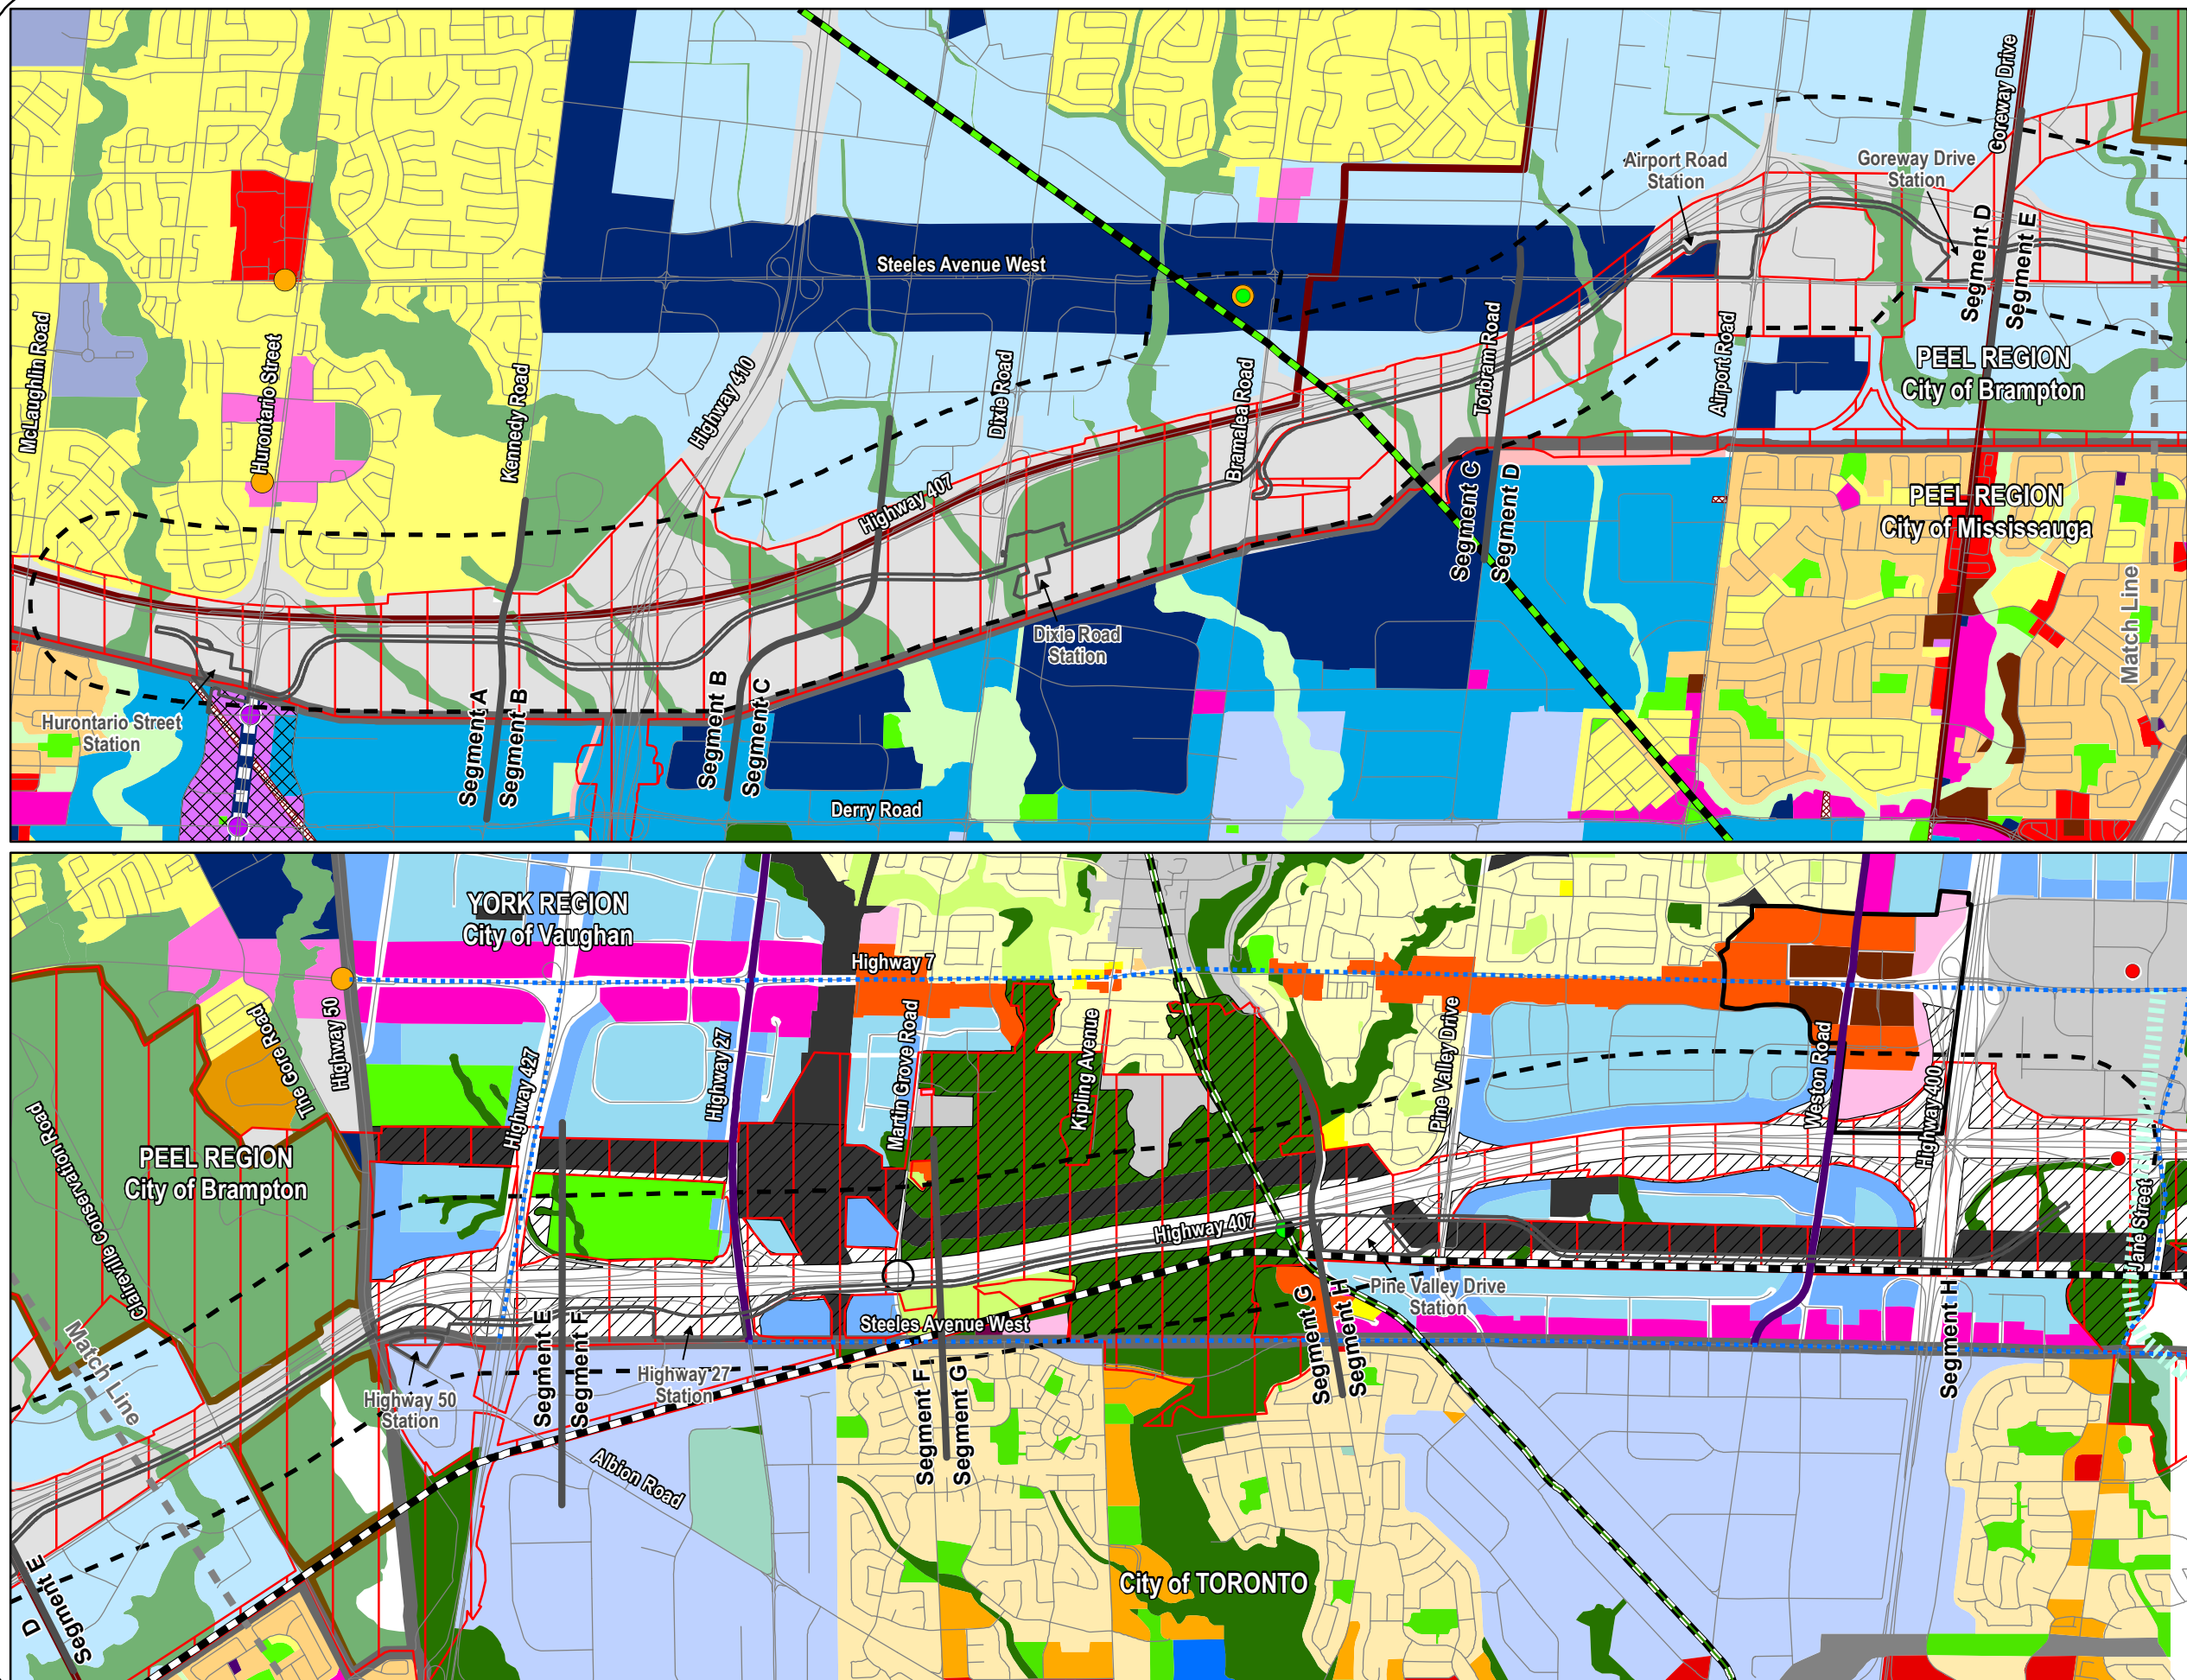 Steeles Avenue West
Airport Road
Station
Goreway Drive
Station
Goreway Drive
Segment D
Segment E
McLaughlin Road
Hurontario Street
Kennedy Road
Highway 410
Dixie Road
Bramalea Road
Torbram Road
Airport Road
PEEL REGION
City of Brampton
Highway 407
Segment C
Segment D
PEEL REGION
City of Mississauga
Match Line
Dixie Road
Station
Hurontario Street
Station
Segment A
Segment B
Segment B
Segment C
Derry Road
YORK REGION
City of Vaughan
Highway 7
The Gore Road
Highway 50
Highway 427
Highway 27
Martin Grove Road
Kipling Avenue
Pine Valley Drive
Weston Road
Highway 400
Jane Street
Claireville Conservation Road
PEEL REGION
City of Brampton
Highway 407
Pine Valley Drive
Station
Steeles Avenue West
Match Line
Highway 50
Station
Highway 27
Station
Segment E
Segment F
Segment F
Segment G
Segment G
Segment H
Segment H
Albion Road
City of TORONTO
D
Segment E